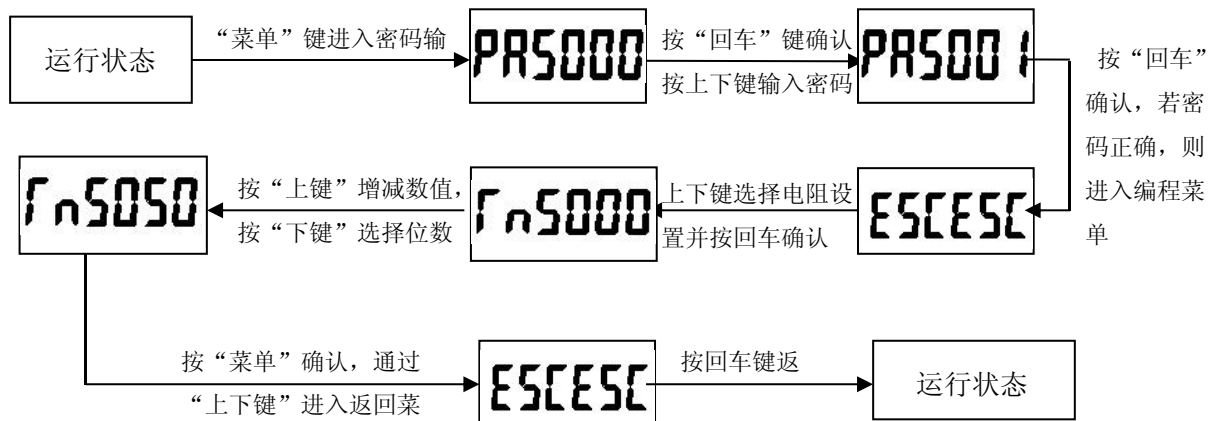 运行状态
“菜单”键进入密码输
PAS000
按“回车”键确认
按上下键输入密码
PAS001
按“回车”
确认，若密
码正确，则
进入编程菜
单
ESCESC
上下键选择电阻设
置并按回车确认
rnS000
按“上键”增减数值，
按“下键”选择位数
rnS050
按“菜单”确认，通过
“上下键”进入返回菜
ESCESC
按回车键返
运行状态